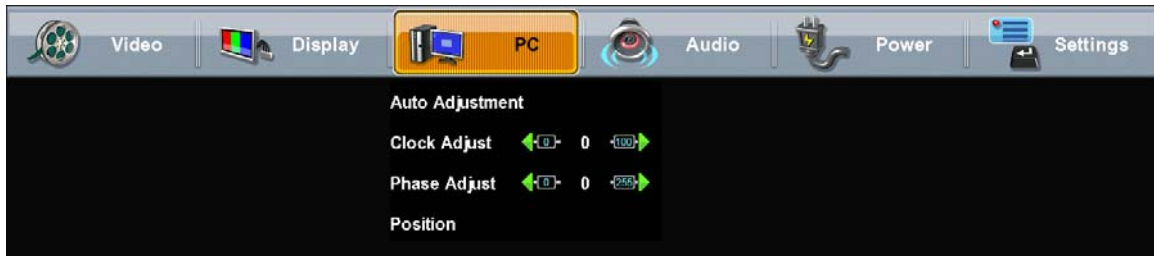 Video Display PC Audio Power Settings
Auto Adjustment
Clock Adjust 0 0 100
Phase Adjust 0 0 255
Position